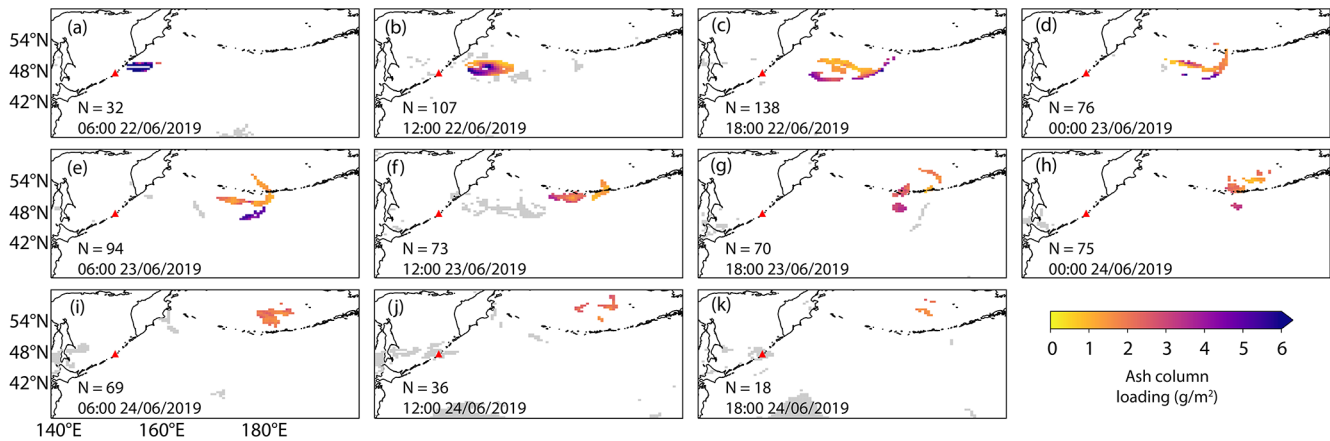 (a)
(b)
(c)
(d)
54°N
48°N
42°N
N = 32
06:00 22/06/2019
N = 107
12:00 22/06/2019
N = 138
18:00 22/06/2019
N = 76
00:00 23/06/2019
(e)
(f)
(g)
(h)
54°N
48°N
42°N
N = 94
06:00 23/06/2019
N = 73
12:00 23/06/2019
N = 70
18:00 23/06/2019
N = 75
00:00 24/06/2019
(i)
(j)
(k)
54°N
48°N
42°N
N = 69
06:00 24/06/2019
N = 36
12:00 24/06/2019
N = 18
18:00 24/06/2019
140°E 160°E 180°E
0 1 2 3 4 5 6
Ash column
loading (g/m²)